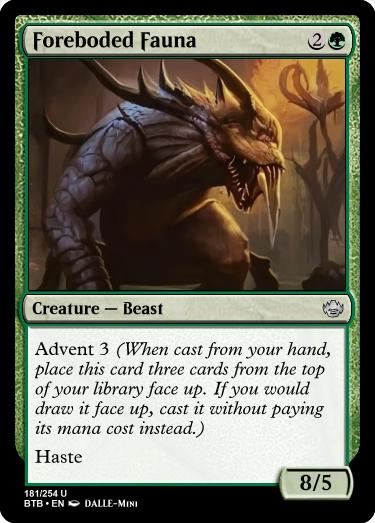 Foreboded Fauna 2
Creature — Beast
Advent 3 (When cast from your hand,
place this card three cards from the top
of your library face up. If you would
draw it face up, cast it without paying
its mana cost instead.)
Haste
8/5
181/254 U
BTB • EN DALLE-Mini